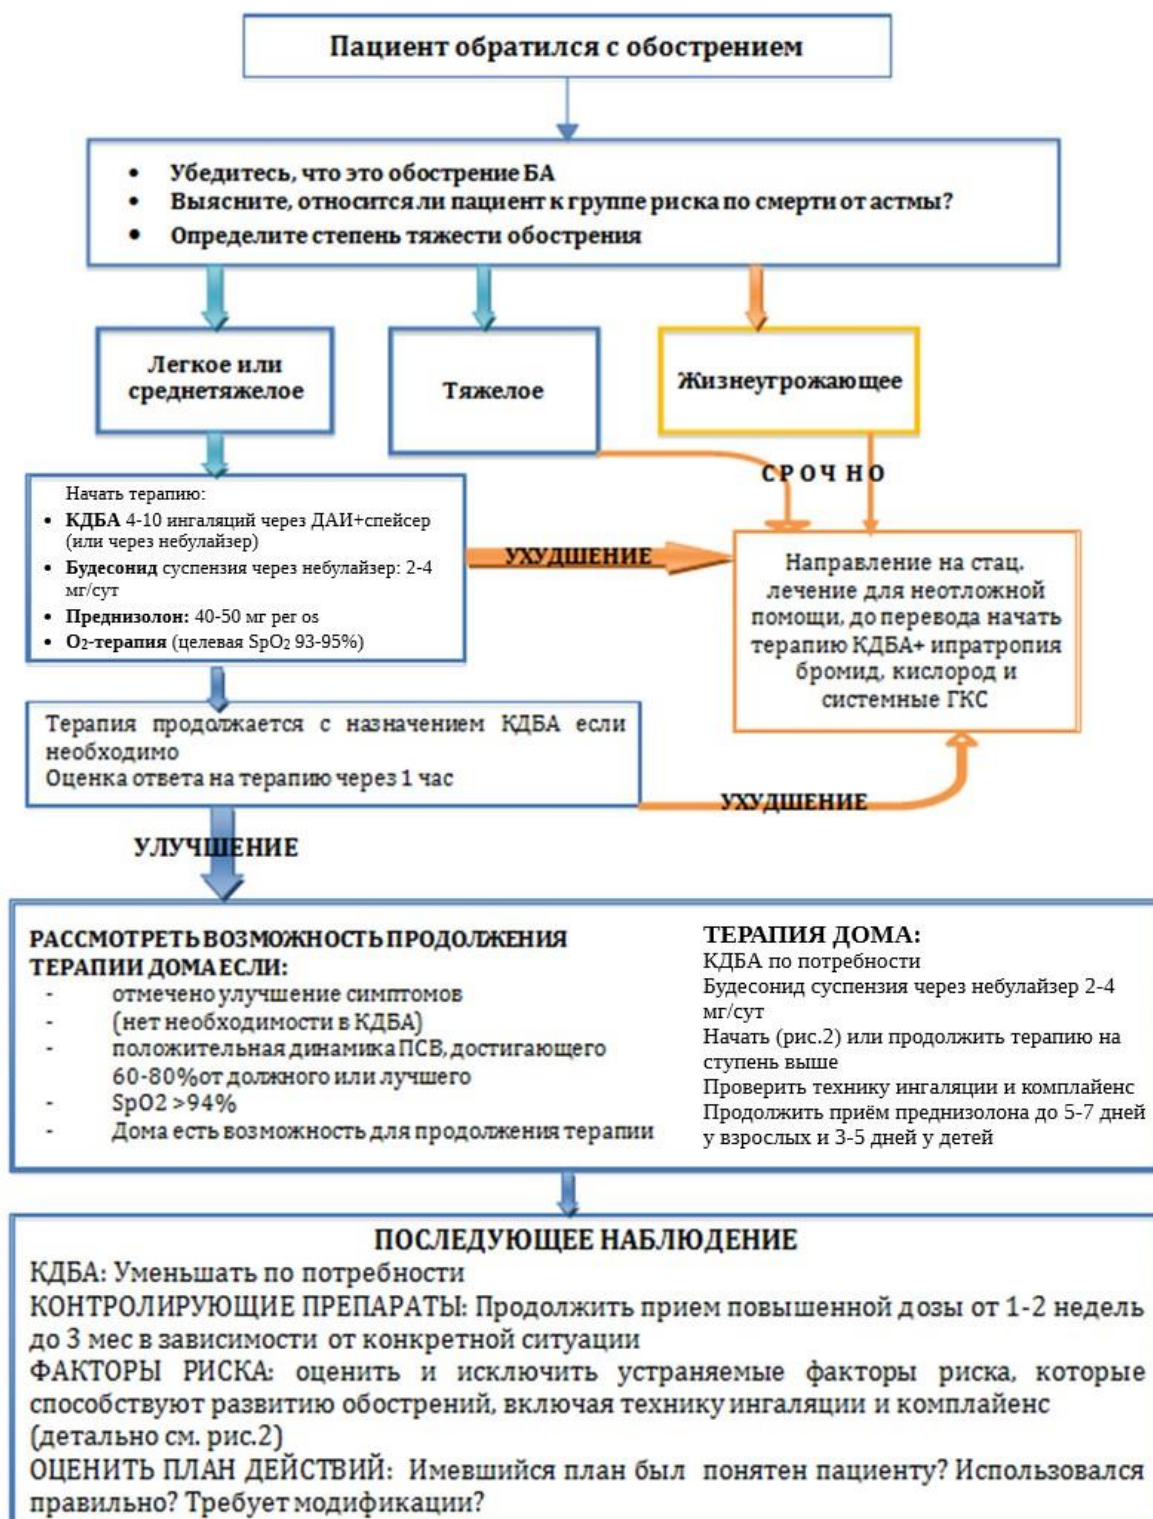 Пациент обратился с обострением
• Убедитесь, что это обострение БА
• Выясните, относится ли пациент к группе риска по смерти от астмы?
• Определите степень тяжести обострения
Легкое или
среднетяжелое
Тяжелое
Жизнеугрожающее
СРОЧНО
Начать терапию:
• КДБА 4-10 ингаляций через ДАИ+спейсер
(или через небулайзер)
• Будесонид суспензия через небулайзер: 2-4
мг/сут
• Преднизолон: 40-50 мг per os
• O2-терапия (целевая SpO2 93-95%)
УХУДШЕНИЕ
Направление на стац.
лечение для неотложной
помощи, до перевода начать
терапию КДБА+ ипратропия
бромид, кислород и
системные ГКС
Терапия продолжается с назначением КДБА если
необходимо
Оценка ответа на терапию через 1 час
УХУДШЕНИЕ
УЛУЧШЕНИЕ
РАССМОТРЕТЬ ВОЗМОЖНОСТЬ ПРОДОЛЖЕНИЯ
ТЕРАПИИ ДОМА ЕСЛИ:
- отмечено улучшение симптомов
- (нет необходимости в КДБА)
- положительная динамика ПСВ, достигающего
60-80% от должного или лучшего
- SpO2 >94%
- Дома есть возможность для продолжения терапии
ТЕРАПИЯ ДОМА:
КДБА по потребности
Будесонид суспензия через небулайзер 2-4
мг/сут
Начать (рис.2) или продолжить терапию на
ступень выше
Проверить технику ингаляции и комплайенс
Продолжить приём преднизолона до 5-7 дней
у взрослых и 3-5 дней у детей
ПОСЛЕДУЮЩЕЕ НАБЛЮДЕНИЕ
КДБА: Уменьшать по потребности
КОНТРОЛИРУЮЩИЕ ПРЕПАРАТЫ: Продолжить прием повышенной дозы от 1-2 недель
до 3 мес в зависимости от конкретной ситуации
ФАКТОРЫ РИСКА: оценить и исключить устраняемые факторы риска, которые
способствуют развитию обострений, включая технику ингаляции и комплайенс
(детально см. рис.2)
ОЦЕНИТЬ ПЛАН ДЕЙСТВИЙ: Имевшийся план был понятен пациенту? Использовался
правильно? Требует модификации?